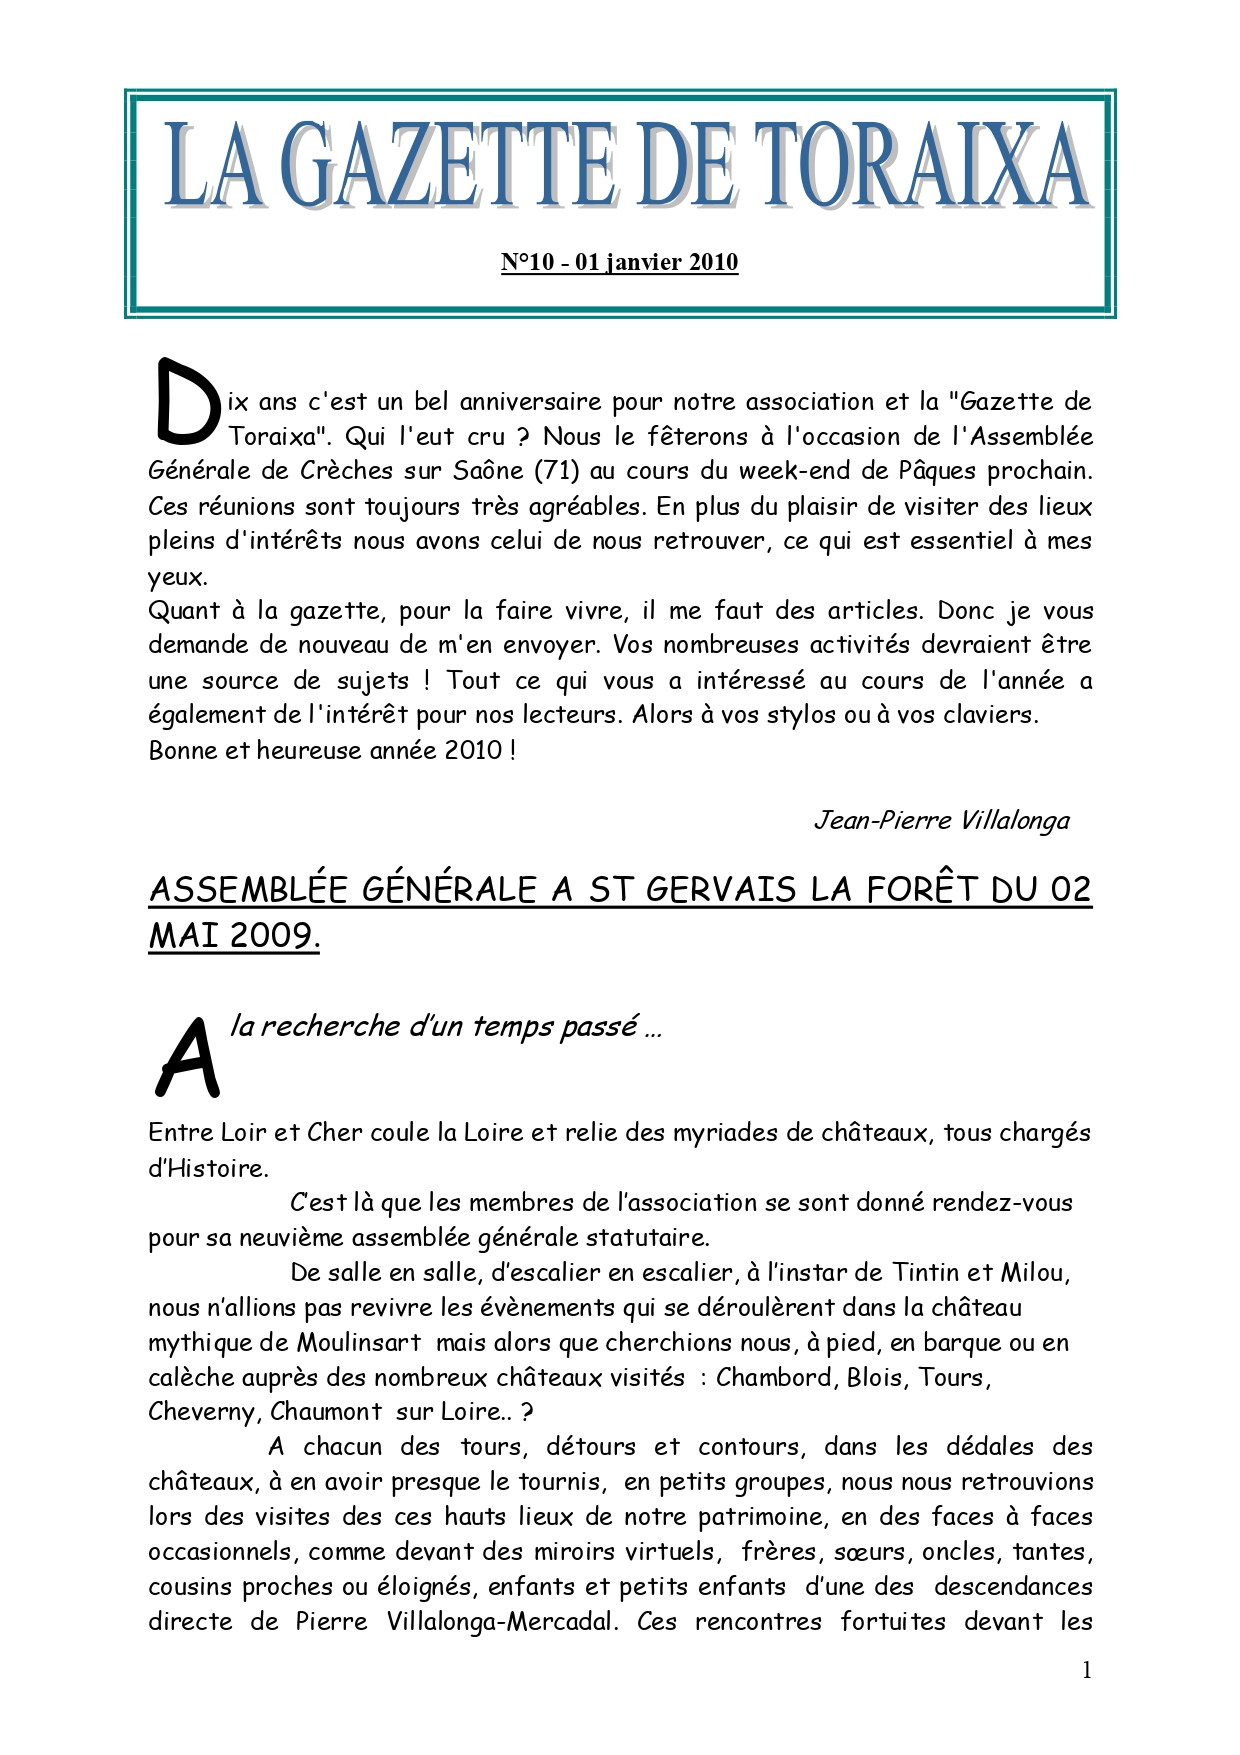 LA GAZETTE DE TORAIXA
N°10 - 01 janvier 2010
Dix ans c'est un bel anniversaire pour notre association et la "Gazette de
Toraixa". Qui l'eut cru ? Nous le fêterons à l'occasion de l'Assemblée
Générale de Crèches sur Saône (71) au cours du week-end de Pâques prochain.
Ces réunions sont toujours très agréables. En plus du plaisir de visiter des lieux
pleins d'intérêts nous avons celui de nous retrouver, ce qui est essentiel à mes
yeux.
Quant à la gazette, pour la faire vivre, il me faut des articles. Donc je vous
demande de nouveau de m'en envoyer. Vos nombreuses activités devraient être
une source de sujets ! Tout ce qui vous a intéressé au cours de l'année a
également de l'intérêt pour nos lecteurs. Alors à vos stylos ou à vos claviers.
Bonne et heureuse année 2010 !
Jean-Pierre Villalonga
ASSEMBLÉE GÉNÉRALE A ST GERVAIS LA FORÊT DU 02
MAI 2009.
A la recherche d’un temps passé …
Entre Loir et Cher coule la Loire et relie des myriades de châteaux, tous chargés
d’Histoire.
C’est là que les membres de l’association se sont donné rendez-vous
pour sa neuvième assemblée générale statutaire.
De salle en salle, d’escalier en escalier, à l’instar de Tintin et Milou,
nous n’allions pas revivre les évènements qui se déroulèrent dans la château
mythique de Moulinsart mais alors que cherchions nous, à pied, en barque ou en
calèche auprès des nombreux châteaux visités : Chambord, Blois, Tours,
Cheverny, Chaumont sur Loire.. ?
A chacun des tours, détours et contours, dans les dédales des
châteaux, à en avoir presque le tournis, en petits groupes, nous nous retrouvions
lors des visites des ces hauts lieux de notre patrimoine, en des faces à faces
occasionnels, comme devant des miroirs virtuels, frères, sœurs, oncles, tantes,
cousins proches ou éloignés, enfants et petits enfants d’une des descendances
directe de Pierre Villalonga-Mercadal. Ces rencontres fortuites devant les
1